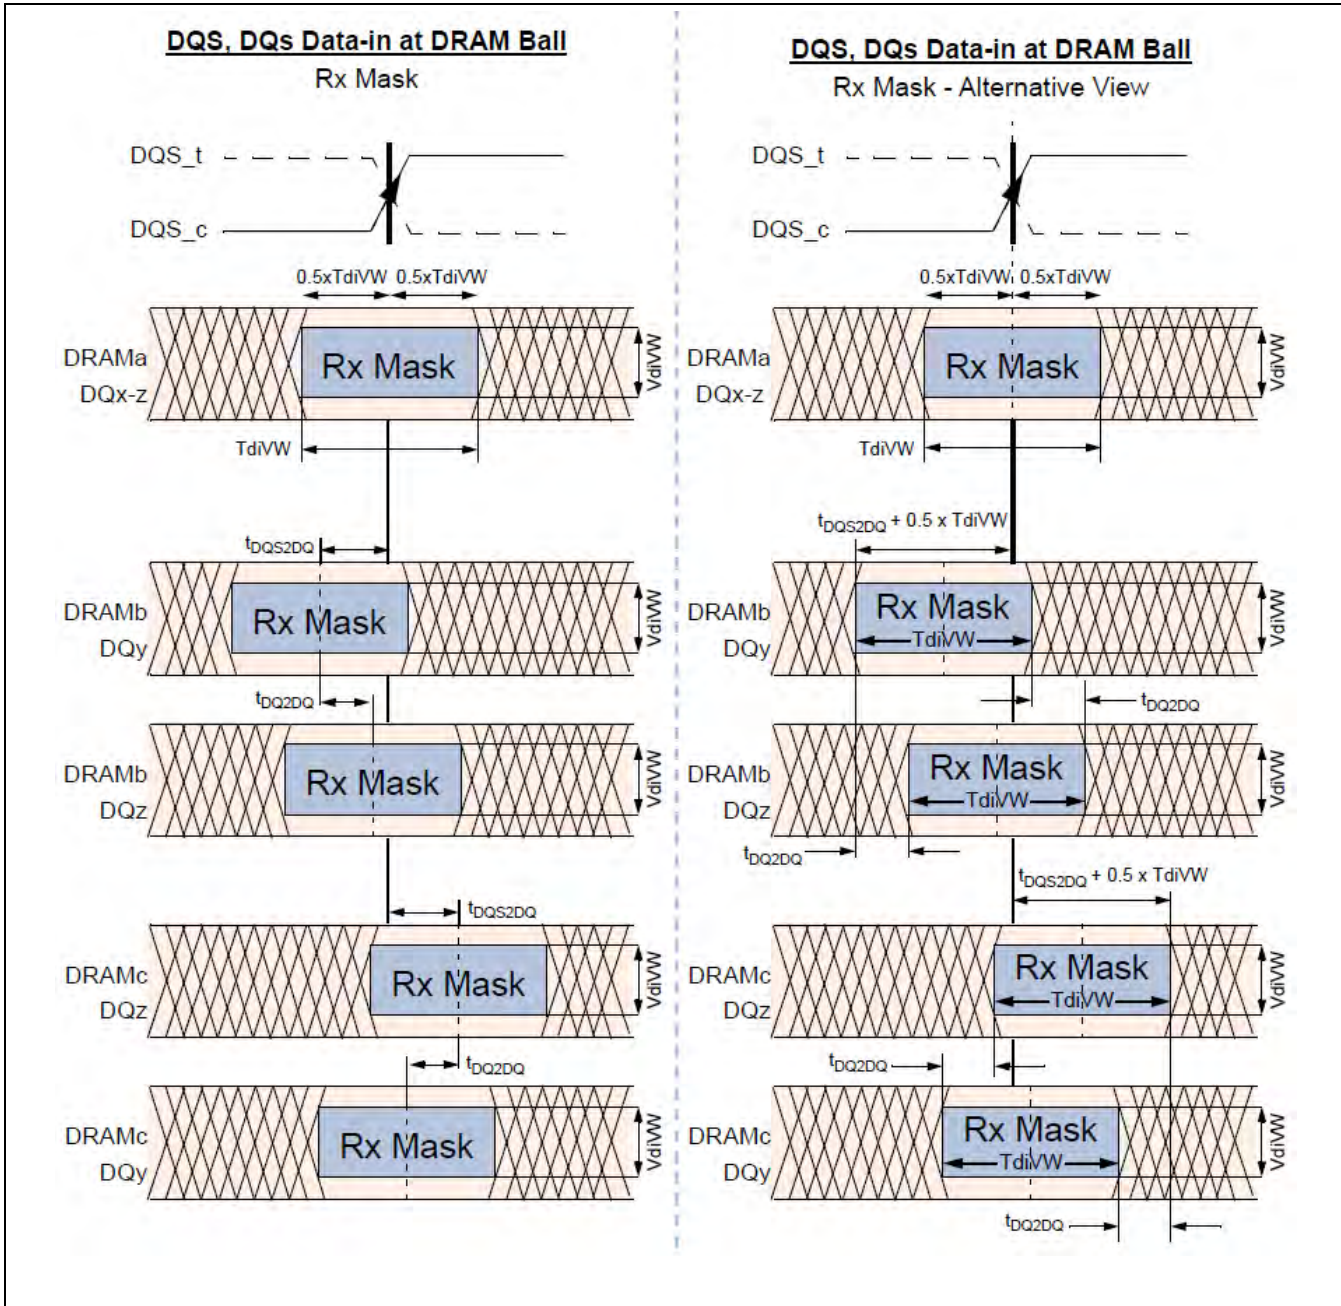 DQS, DQs Data-in at DRAM Ball
Rx Mask
DQS_t
DQS_c
0.5xTdiVW 0.5xTdiVW
DRAMa
DQx-z
Rx Mask
VdiVW
TdiVW
tDQS2DQ
DRAMb
DQy
Rx Mask
VdiVW
tDQ2DQ
DRAMb
DQz
Rx Mask
VdiVW
tDQS2DQ
DRAMc
DQz
Rx Mask
VdiVW
tDQ2DQ
DRAMc
DQy
Rx Mask
VdiVW
DQS, DQs Data-in at DRAM Ball
Rx Mask - Alternative View
DQS_t
DQS_c
0.5xTdiVW 0.5xTdiVW
DRAMa
DQx-z
Rx Mask
VdiVW
TdiVW
tDQS2DQ + 0.5 x TdiVW
DRAMb
DQy
Rx Mask
TdiVW
VdiVW
tDQ2DQ
DRAMb
DQz
Rx Mask
TdiVW
VdiVW
tDQ2DQ
tDQS2DQ + 0.5 x TdiVW
DRAMc
DQz
Rx Mask
TdiVW
VdiVW
tDQ2DQ
DRAMc
DQy
Rx Mask
TdiVW
VdiVW
tDQ2DQ